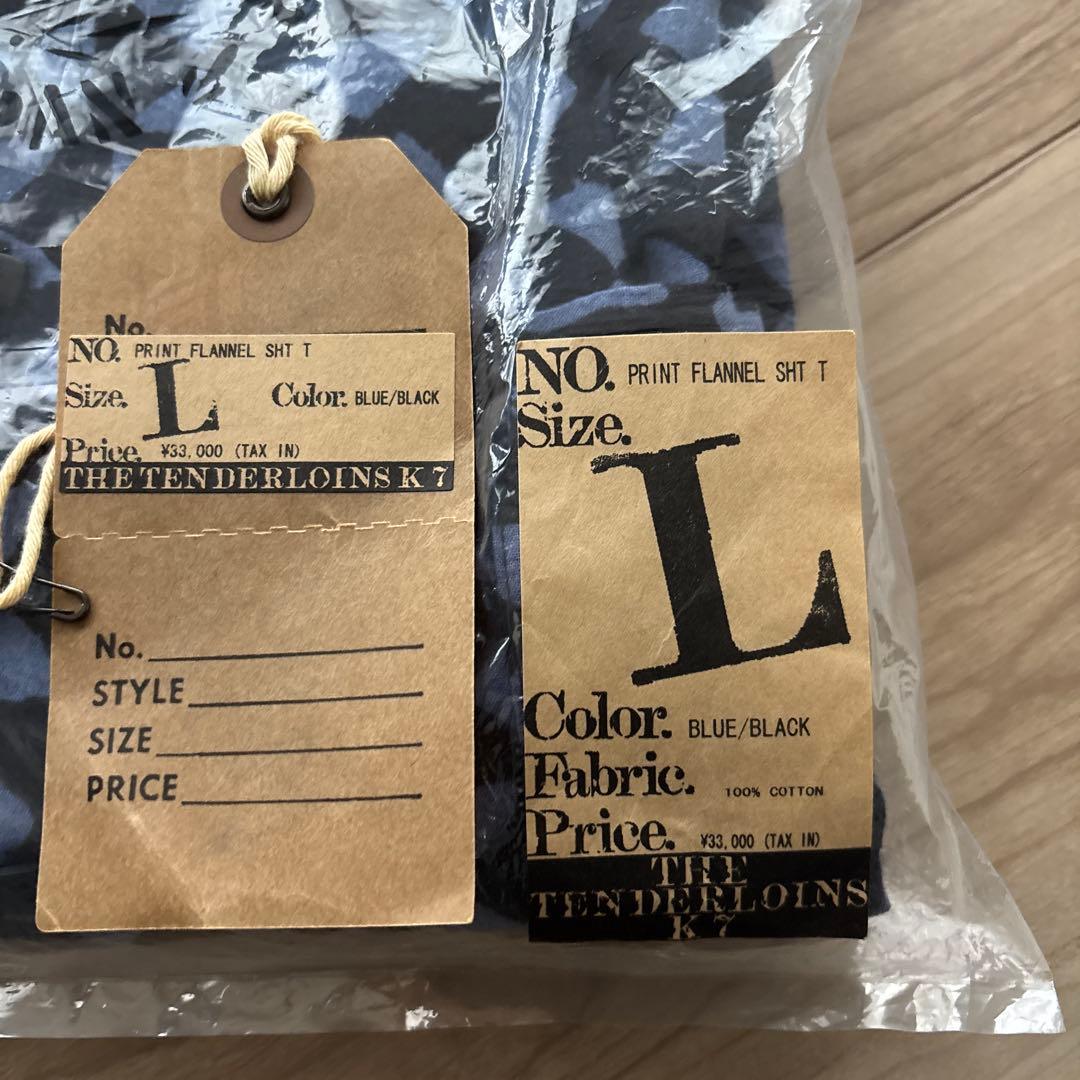 No.
NO. PRINT FLANNEL SHT T
Size. L Color. BLUE/BLACK
Price. ¥33,000 (TAX IN)
THE TENDERLOINS K 7
No.
STYLE
SIZE
PRICE
NO. PRINT FLANNEL SHT T
Size.
L
Color. BLUE/BLACK
Fabric. 100% COTTON
Price. ¥33,000 (TAX IN)
THE
TENDERLOINS
K 7